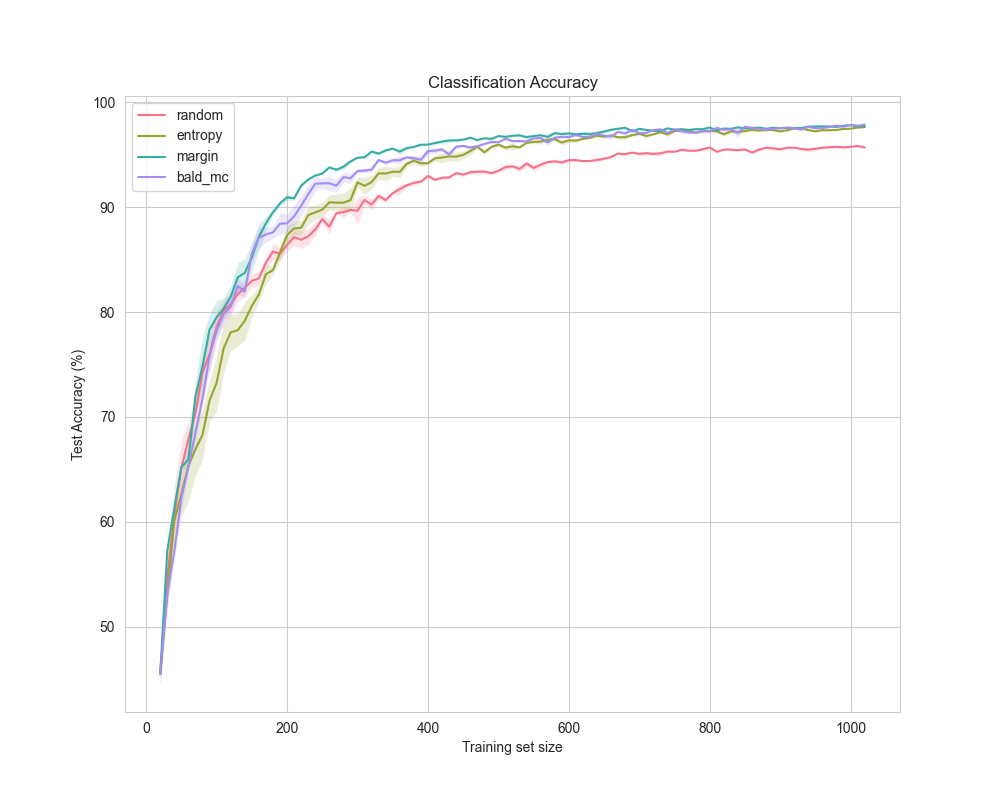 Classification Accuracy
random
entropy
margin
bald_mc
100
90
80
70
60
50
Test Accuracy (%)
0 200 400 600 800 1000
Training set size